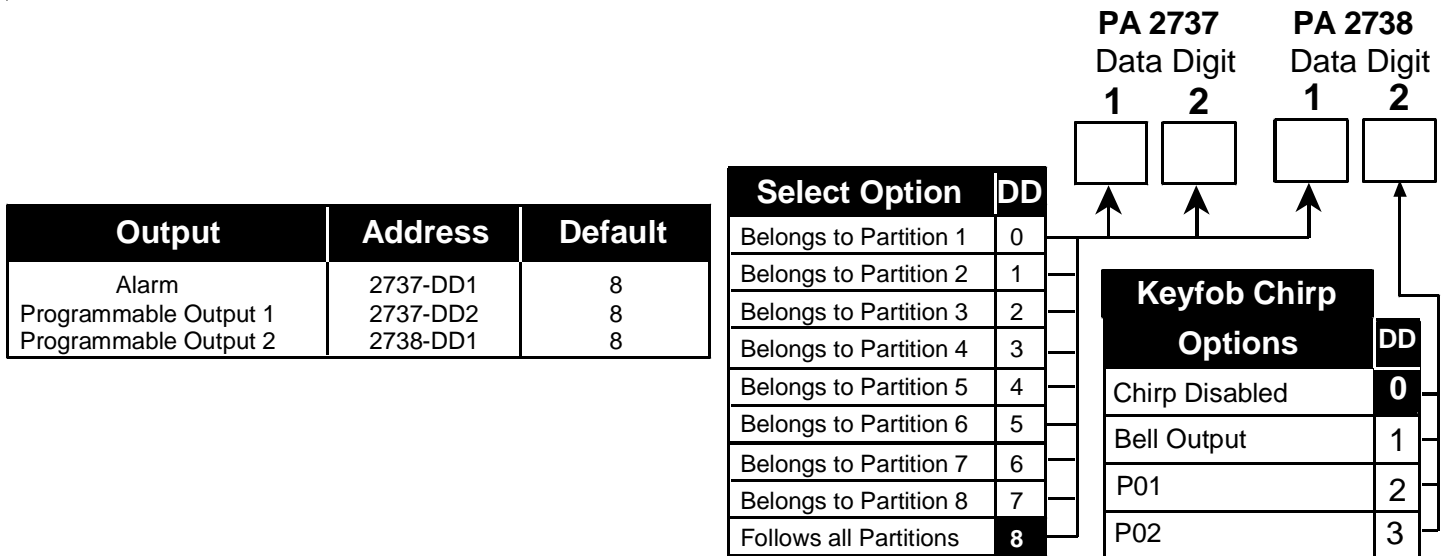 PA 2737 PA 2738
Data Digit Data Digit
1 2 1 2
Output Address Default
Alarm 2737-DD1 8
Programmable Output 1 2737-DD2 8
Programmable Output 2 2738-DD1 8
Select Option DD
Belongs to Partition 1 0
Belongs to Partition 2 1
Belongs to Partition 3 2
Belongs to Partition 4 3
Belongs to Partition 5 4
Belongs to Partition 6 5
Belongs to Partition 7 6
Belongs to Partition 8 7
Follows all Partitions 8
Keyfob Chirp
Options DD
Chirp Disabled 0
Bell Output 1
P01 2
P02 3